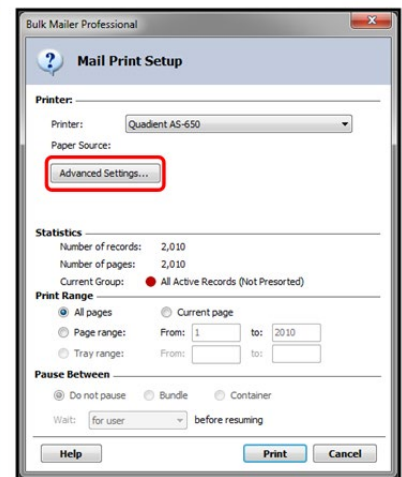 Bulk Mailer Professional
Mail Print Setup
Printer:
Printer: Quadient AS-650
Paper Source:
Advanced Settings...
Statistics
Number of records: 2,010
Number of pages: 2,010
Current Group: All Active Records (Not Presorted)
Print Range
All pages Current page
Page range: From: 1 to: 2010
Tray range: From: to:
Pause Between
Do not pause Bundle Container
Wait: for user before resuming
Help Print Cancel